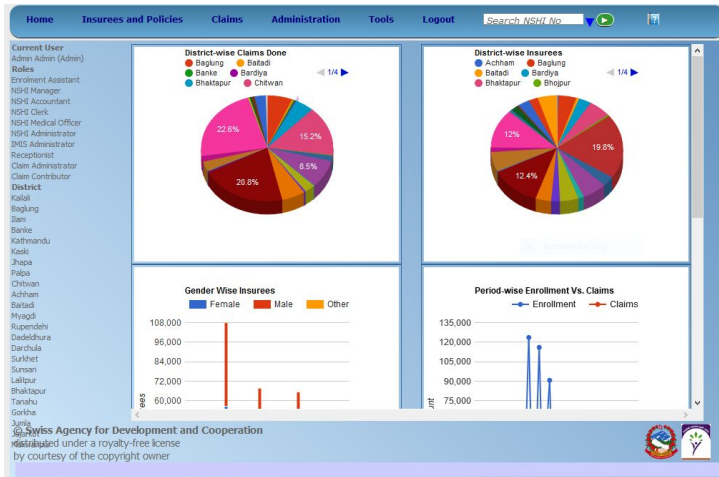 Home Insurees and Policies Claims Administration Tools Logout Search NSHI No
Current User
Admin Admin (Admin)
Roles
Enrolment Assistant
NSHI Manager
NSHI Accountant
NSHI Clerk
NSHI Medical Officer
NSHI Administrator
IMIS Administrator
Receptionist
Claim Administrator
Claim Contributor
District
Kailali
Baglung
Ilam
Banke
Kathmandu
Kaski
Jhapa
Palpa
Chitwan
Achham
Baitadi
Myagdi
Rupendehi
Dadeldhura
Darchula
Surkhet
Sunsari
Lalitpur
Bhaktapur
Tanahu
Gorkha
Jumla
District-wise Claims Done
Baglung Baitadi
Banke Bardiya
Bhaktapur Chitwan
1/4
22.6%
15.2%
8.5%
20.8%
District-wise Insurees
Achham Baglung
Baitadi Bardiya
Bhaktapur Bhojpur
1/4
12%
19.8%
12.4%
Gender Wise Insurees
Female Male Other
108,000
96,000
84,000
72,000
60,000
Period-wise Enrollment Vs. Claims
Enrollment Claims
135,000
120,000
105,000
90,000
75,000
© Swiss Agency for Development and Cooperation
distributed under a royalty-free license
by courtesy of the copyright owner